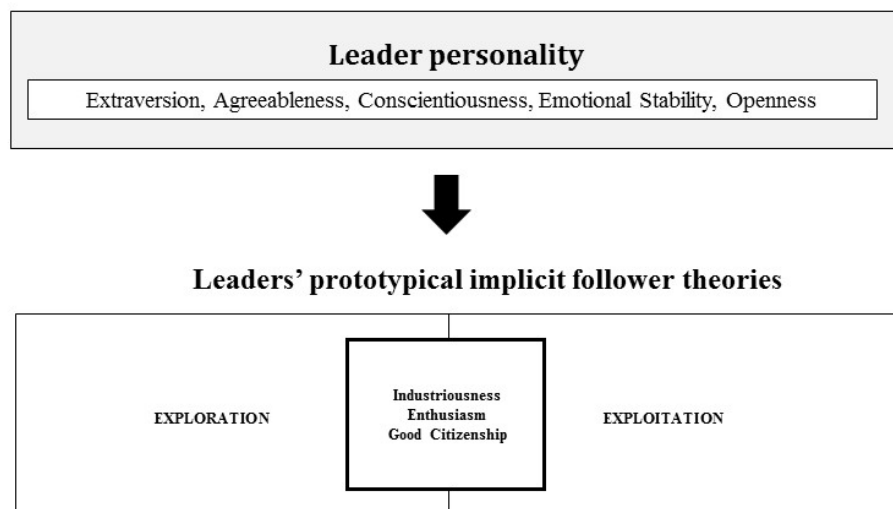 Leader personality
Extraversion, Agreeableness, Conscientiousness, Emotional Stability, Openness
Leaders' prototypical implicit follower theories
EXPLORATION
Industriousness
Enthusiasm
Good Citizenship
EXPLOITATION